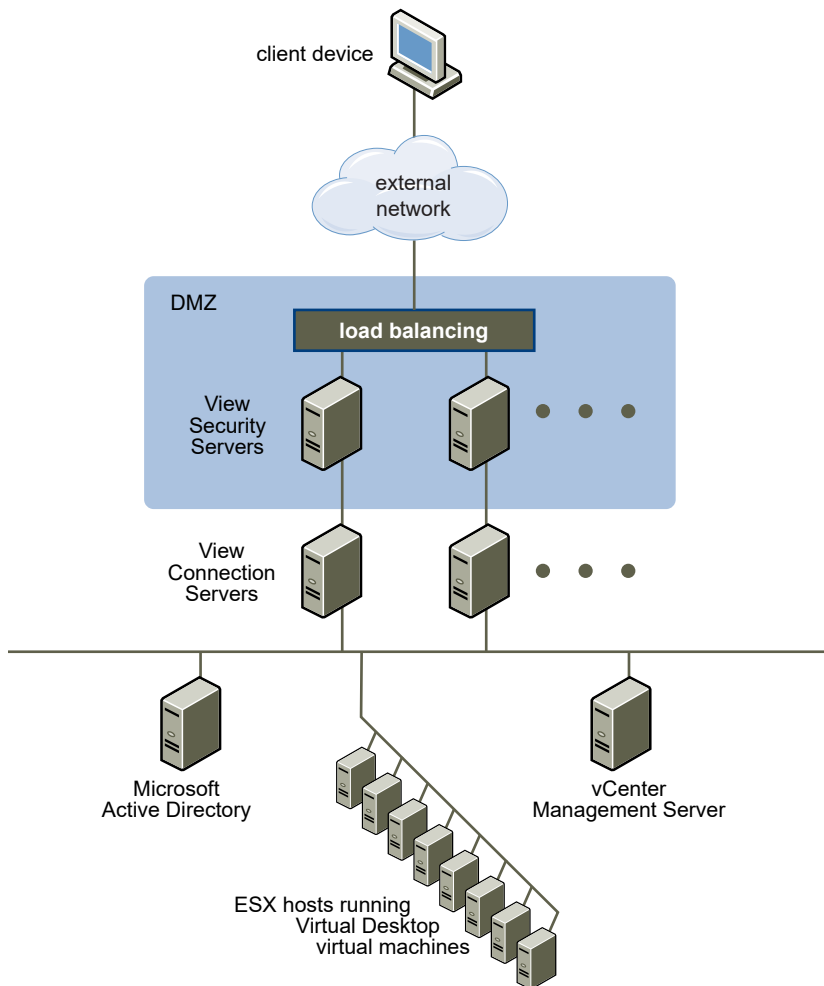 client device
external
network
DMZ
load balancing
View
Security
Servers
View
Connection
Servers
Microsoft
Active Directory
vCenter
Management Server
ESX hosts running
Virtual Desktop
virtual machines